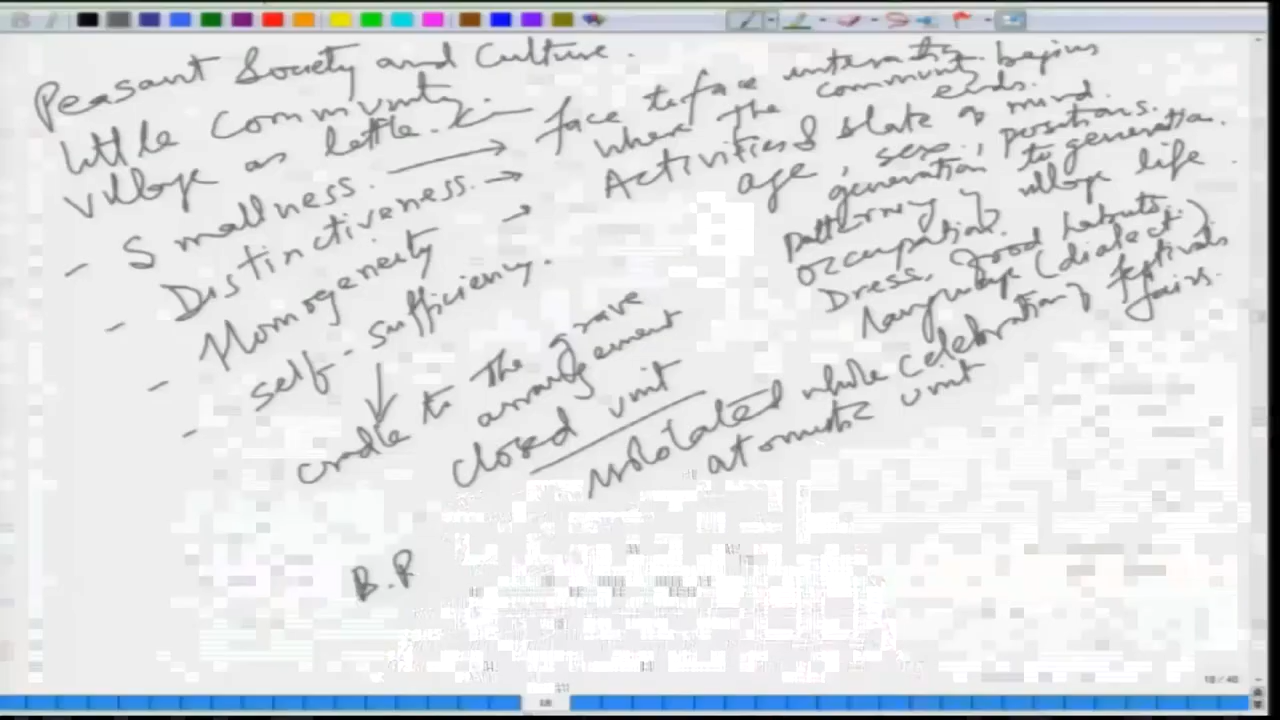 Peasant Society and Culture.
little Community.
village as little.
- Smallness. → face to face interaction
- Distinctiveness. → where the community begins
ends.
- Homogeneity → Activities & state of mind.
age, sex, positions.
generation to generation.
- self-sufficiency.
Pattern of village life
occupation.
Dress. food habits
language (dialect)
celebration of festivals
fairs.
cradle to the grave
arrangement
closed unit
isolated whole
atomistic unit
B.R
18 / 40
18